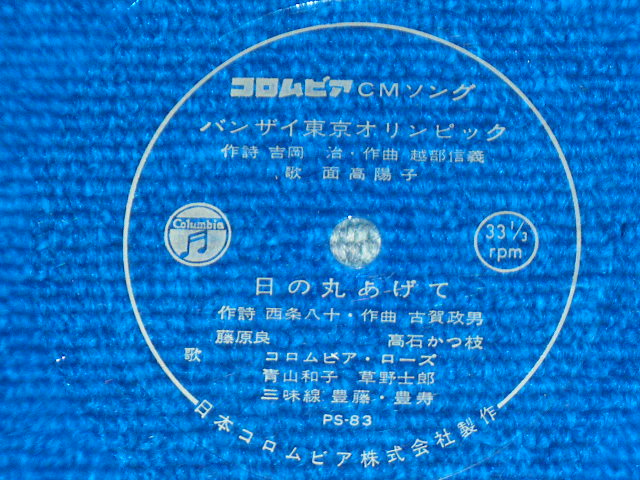 コロムビアCMソング
バンザイ東京オリンピック
作詩 吉岡 治・作曲 越部信義
歌 面高陽子
Columbia
33 1/3
rpm
日の丸あげて
作詩 西条八十・作曲 古賀政男
藤原良 高石かつ枝
歌 コロムビア・ローズ
青山和子 草野士郎
三味線 豊藤・豊寿
PS-83
日本コロムビア株式会社製作